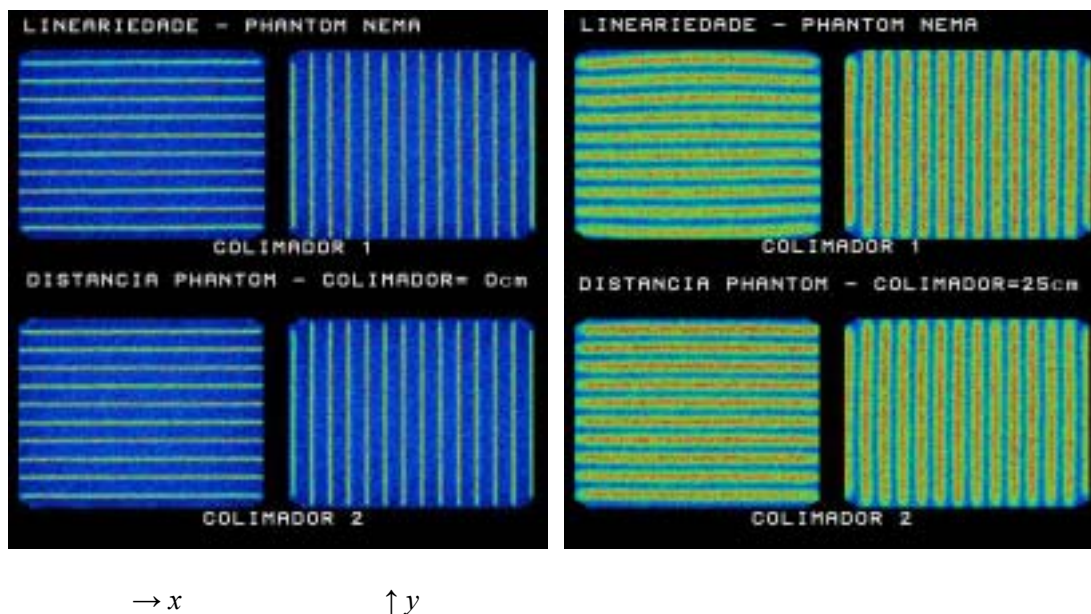 LINEARIEDADE - PHANTOM NEMA
COLIMADOR 1
DISTANCIA PHANTOM - COLIMADOR= 0cm
COLIMADOR 2
LINEARIEDADE - PHANTOM NEMA
COLIMADOR 1
DISTANCIA PHANTOM - COLIMADOR=25cm
COLIMADOR 2
→ x ↑ y